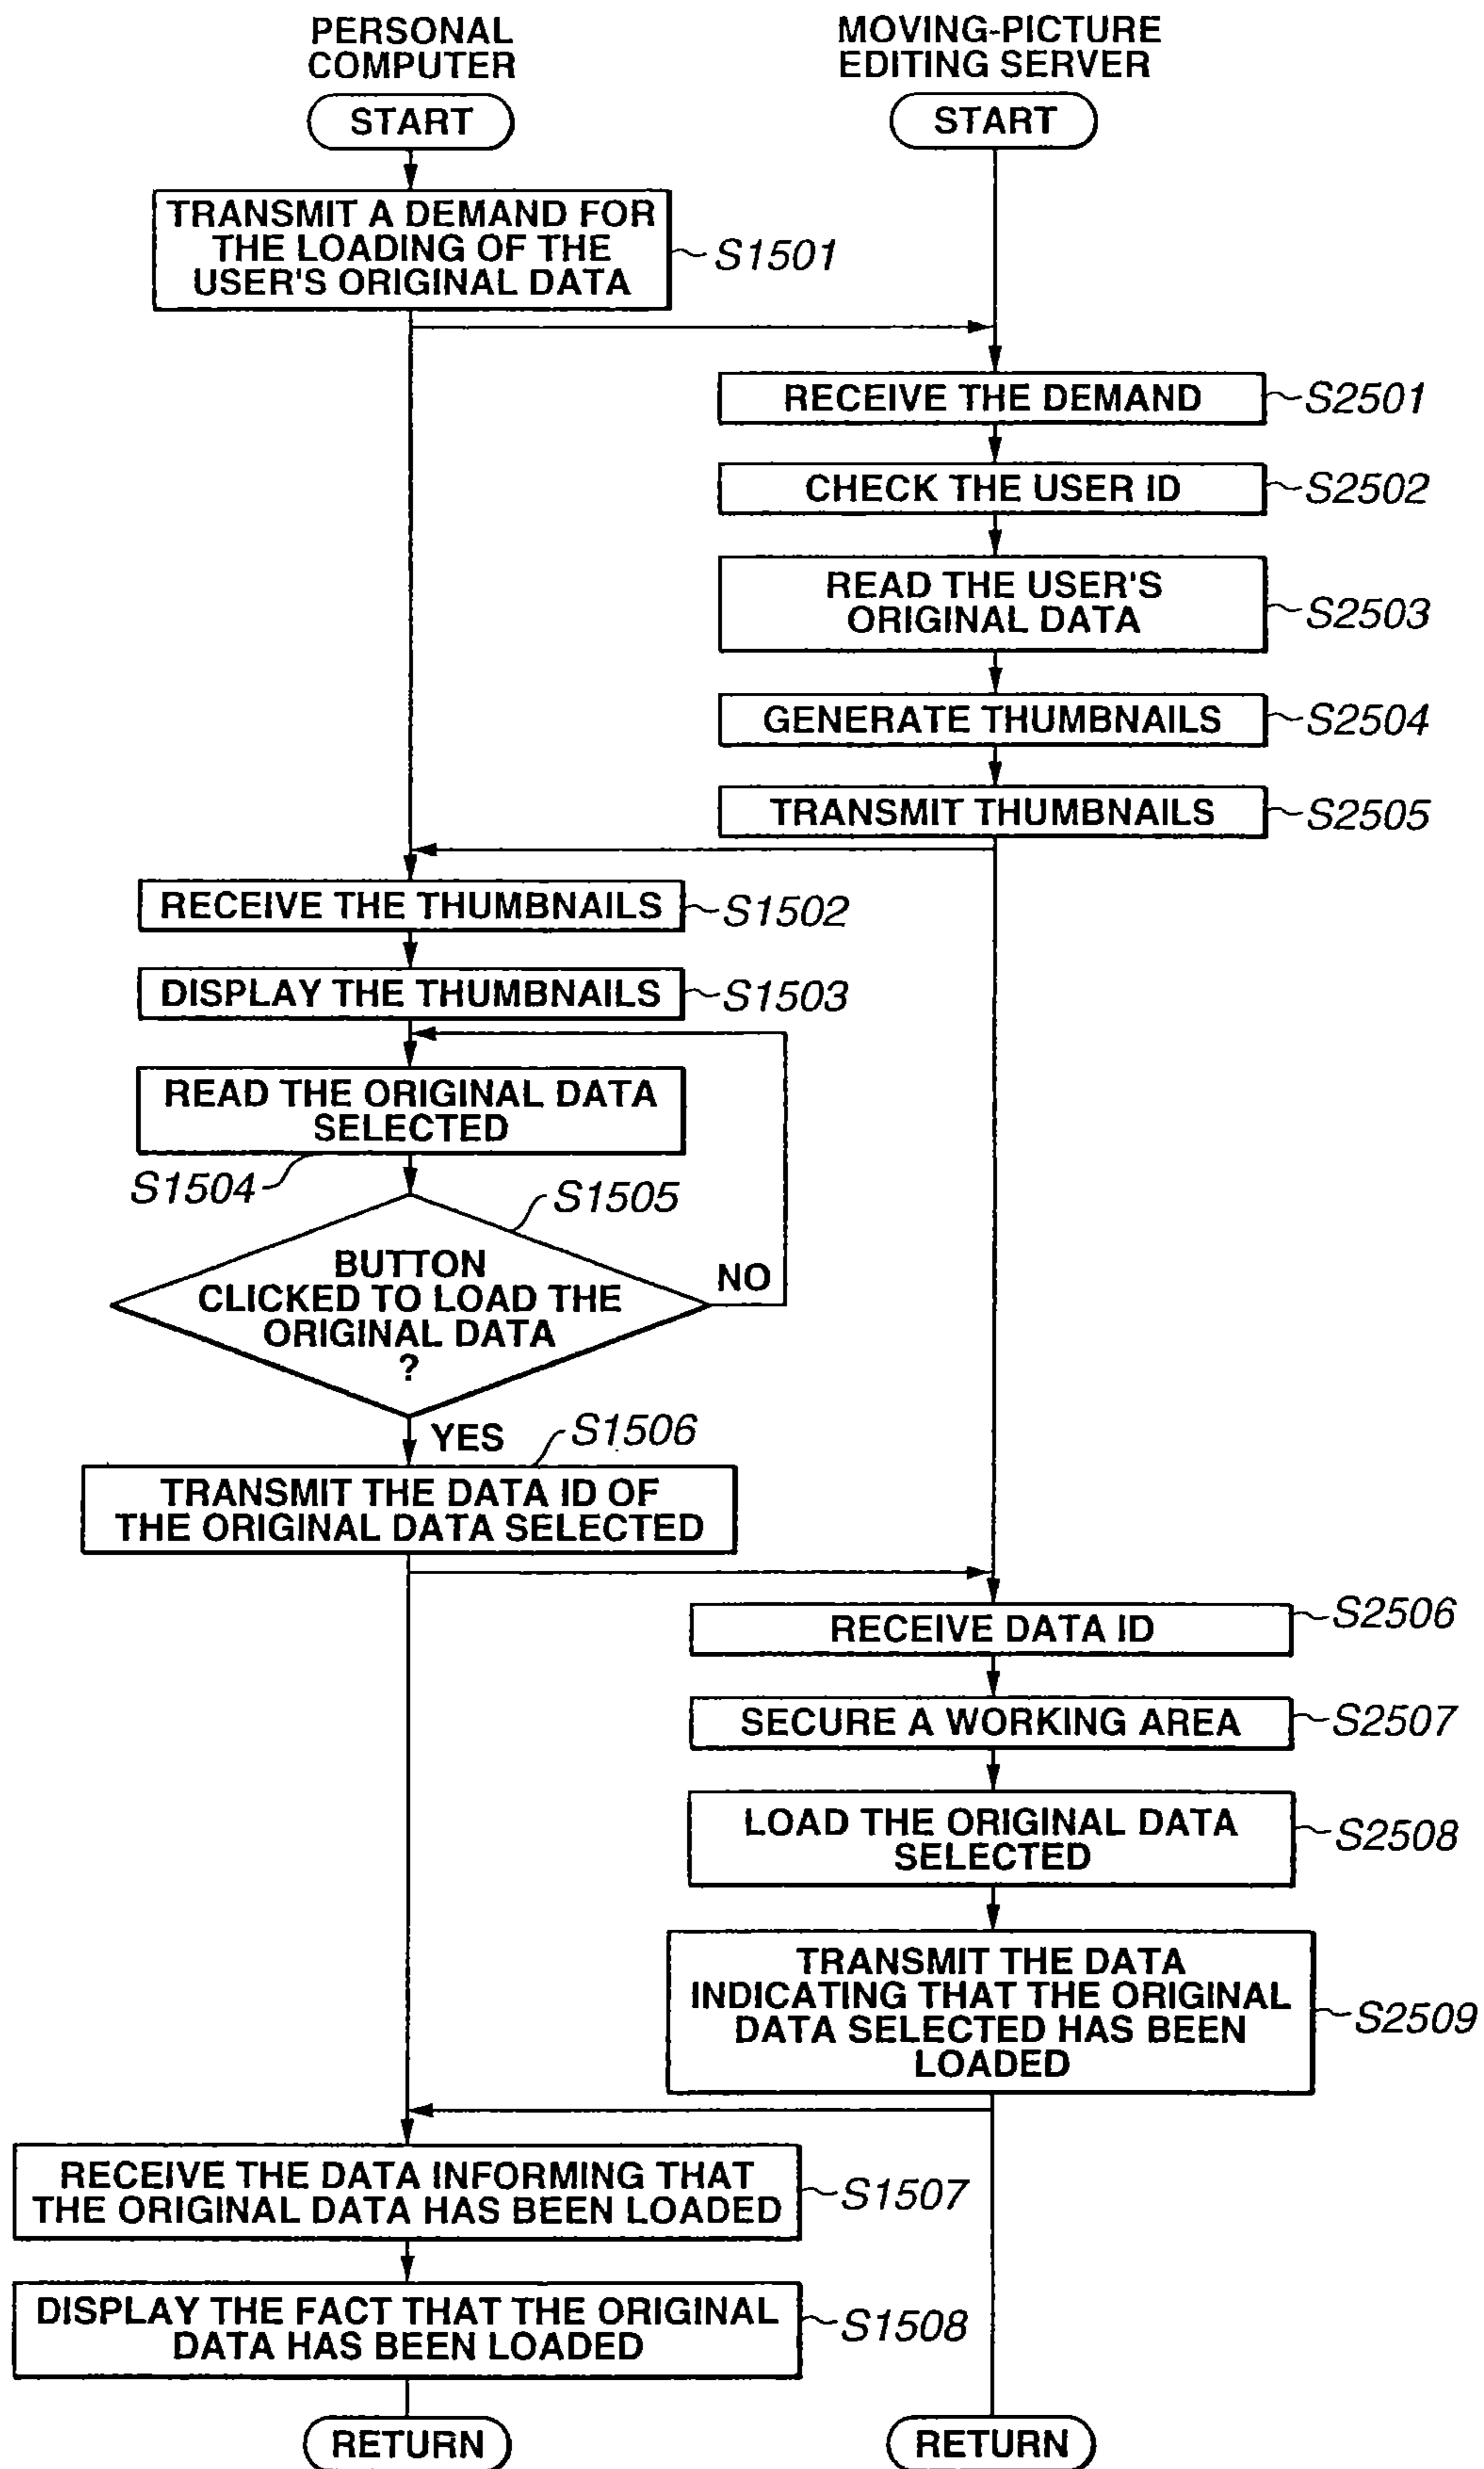 PERSONAL
COMPUTER
MOVING-PICTURE
EDITING SERVER
START
START
TRANSMIT A DEMAND FOR
THE LOADING OF THE
USER'S ORIGINAL DATA
S1501
RECEIVE THE DEMAND
S2501
CHECK THE USER ID
S2502
READ THE USER'S
ORIGINAL DATA
S2503
GENERATE THUMBNAILS
S2504
TRANSMIT THUMBNAILS
S2505
RECEIVE THE THUMBNAILS
S1502
DISPLAY THE THUMBNAILS
S1503
READ THE ORIGINAL DATA
SELECTED
S1504
S1505
BUTTON
CLICKED TO LOAD THE
ORIGINAL DATA
?
NO
YES
S1506
TRANSMIT THE DATA ID OF
THE ORIGINAL DATA SELECTED
RECEIVE DATA ID
S2506
SECURE A WORKING AREA
S2507
LOAD THE ORIGINAL DATA
SELECTED
S2508
TRANSMIT THE DATA
INDICATING THAT THE ORIGINAL
DATA SELECTED HAS BEEN
LOADED
S2509
RECEIVE THE DATA INFORMING THAT
THE ORIGINAL DATA HAS BEEN LOADED
S1507
DISPLAY THE FACT THAT THE ORIGINAL
DATA HAS BEEN LOADED
S1508
RETURN
RETURN